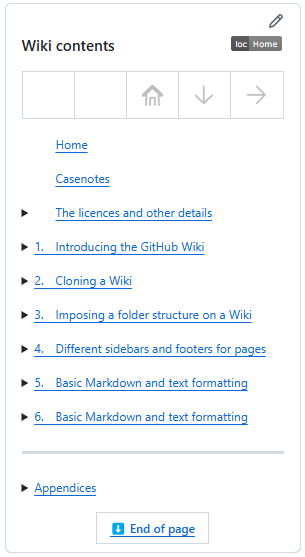 Wiki contents
loc Home
Home
Casenotes
The licences and other details
1. Introducing the GitHub Wiki
2. Cloning a Wiki
3. Imposing a folder structure on a Wiki
4. Different sidebars and footers for pages
5. Basic Markdown and text formatting
6. Basic Markdown and text formatting
Appendices
End of page